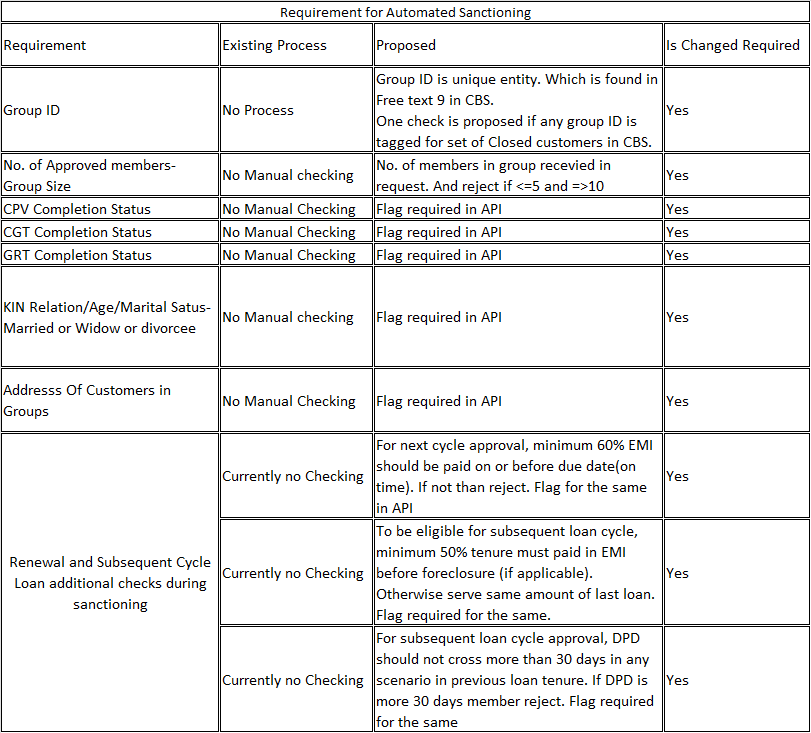 Requirement for Automated Sanctioning
Requirement
Existing Process
Proposed
Is Changed Required
Group ID
No Process
Group ID is unique entity. Which is found in
Free text 9 in CBS.
One check is proposed if any group ID is
tagged for set of Closed customers in CBS.
Yes
No. of Approved members-
Group Size
No Manual checking
No. of members in group recevied in
request. And reject if <=5 and =>10
Yes
CPV Completion Status
No Manual Checking
Flag required in API
Yes
CGT Completion Status
No Manual Checking
Flag required in API
Yes
GRT Completion Status
No Manual Checking
Flag required in API
Yes
KIN Relation/Age/Marital Satus-
Married or Widow or divorcee
No Manual checking
Flag required in API
Yes
Addresss Of Customers in
Groups
No Manual Checking
Flag required in API
Yes
Renewal and Subsequent Cycle
Loan additional checks during
sanctioning
Currently no Checking
For next cycle approval, minimum 60% EMI
should be paid on or before due date(on
time). If not than reject. Flag for the same
in API
Yes
Currently no Checking
To be eligible for subsequent loan cycle,
minimum 50% tenure must paid in EMI
before foreclosure (if applicable).
Otherwise serve same amount of last loan.
Flag required for the same.
Yes
Currently no Checking
For subsequent loan cycle approval, DPD
should not cross more than 30 days in any
scenario in previous loan tenure. If DPD is
more 30 days member reject. Flag required
for the same
Yes